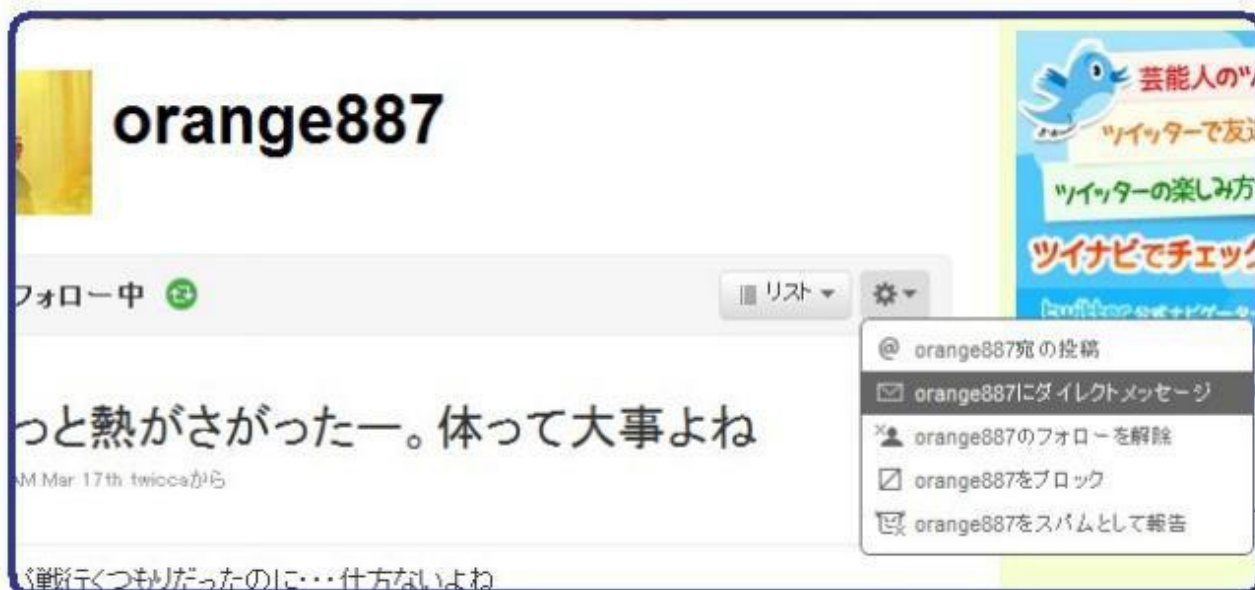 orange887
芸能人の"ツ
ツイッターで友達
ツイッターの楽しみ方
ツイナビでチェック
フォロー中
リスト
@ orange887宛の投稿
orange887にダイレクトメッセージ
orange887のフォローを解除
orange887をブロック
orange887をスパムとして報告
っと熱がさがったー。体って大事よね
AM Mar 17th twiccaから
パ戦行くつもりだったのに・・・仕方ないよね